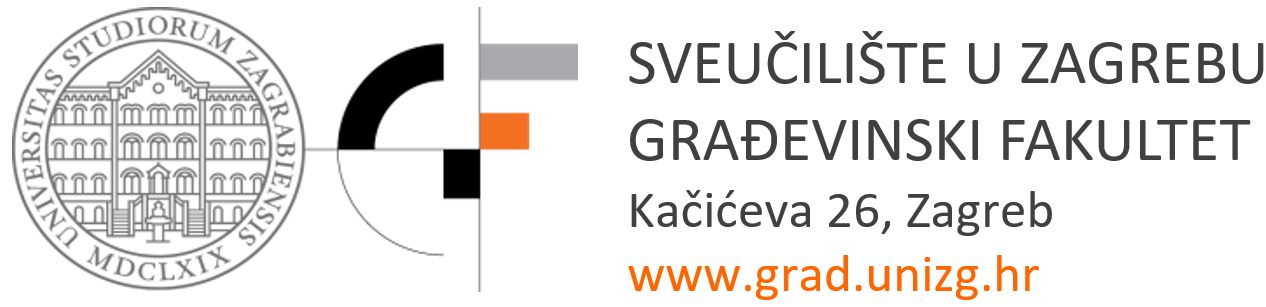 UNIVERSITAS STUDIORUM ZAGRABIENSIS
MDCLXIX
SVEUČILIŠTE U ZAGREBU
GRAĐEVINSKI FAKULTET
Kačićeva 26, Zagreb
www.grad.unizg.hr